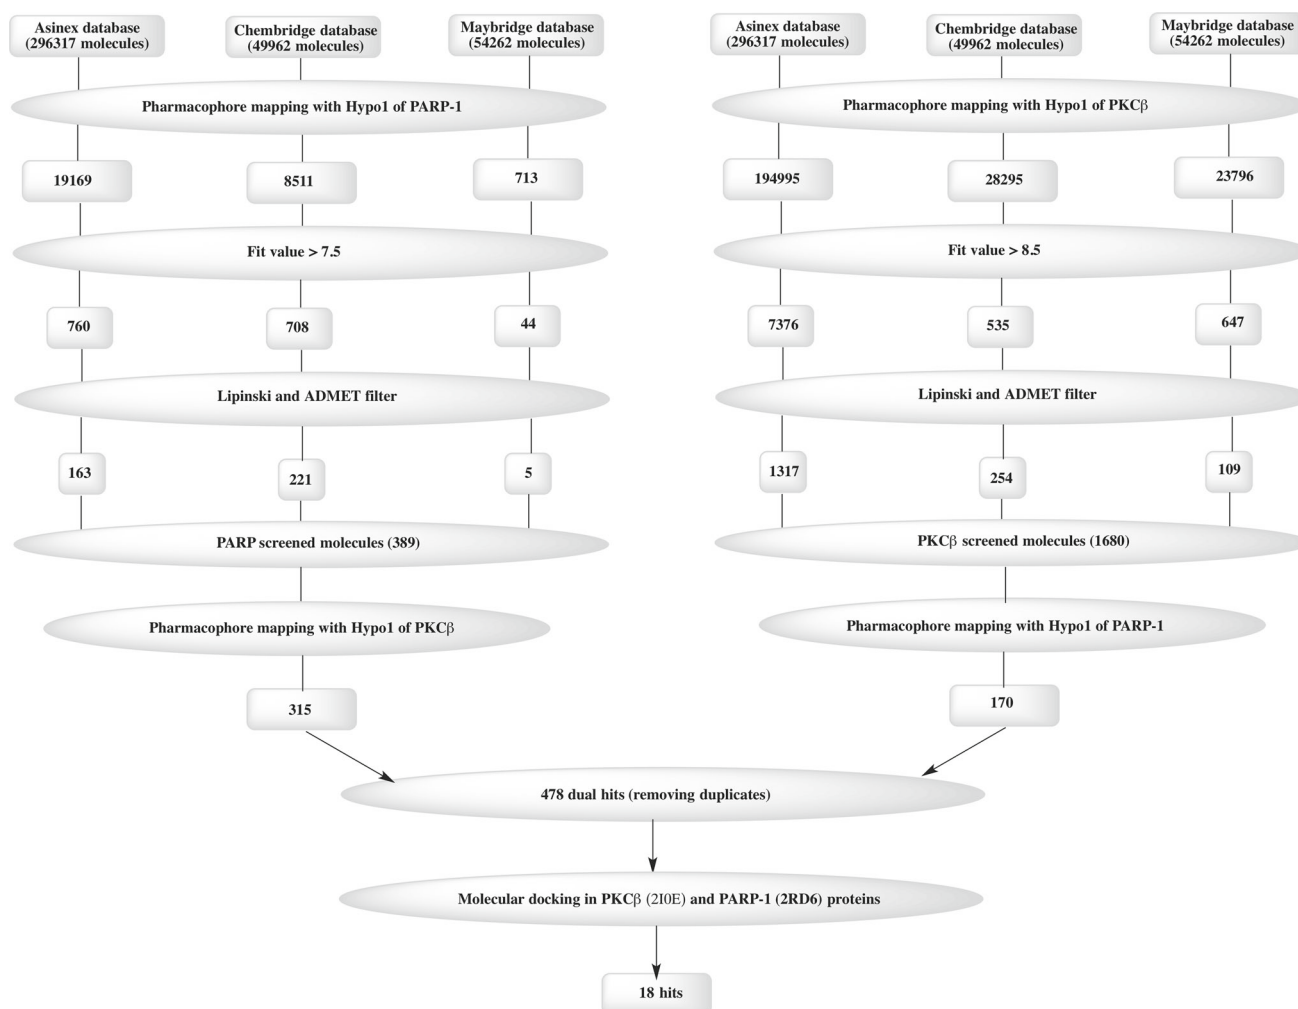 Asinex database
(296317 molecules)
Chembridge database
(49962 molecules)
Maybridge database
(54262 molecules)
Pharmacophore mapping with Hypo1 of PARP-1
19169
8511
713
Fit value > 7.5
760
708
44
Lipinski and ADMET filter
163
221
5
PARP screened molecules (389)
Pharmacophore mapping with Hypo1 of PKCβ
315
Asinex database
(296317 molecules)
Chembridge database
(49962 molecules)
Maybridge database
(54262 molecules)
Pharmacophore mapping with Hypo1 of PKCβ
194995
28295
23796
Fit value > 8.5
7376
535
647
Lipinski and ADMET filter
1317
254
109
PKCβ screened molecules (1680)
Pharmacophore mapping with Hypo1 of PARP-1
170
478 dual hits (removing duplicates)
Molecular docking in PKCβ (2I0E) and PARP-1 (2RD6) proteins
18 hits